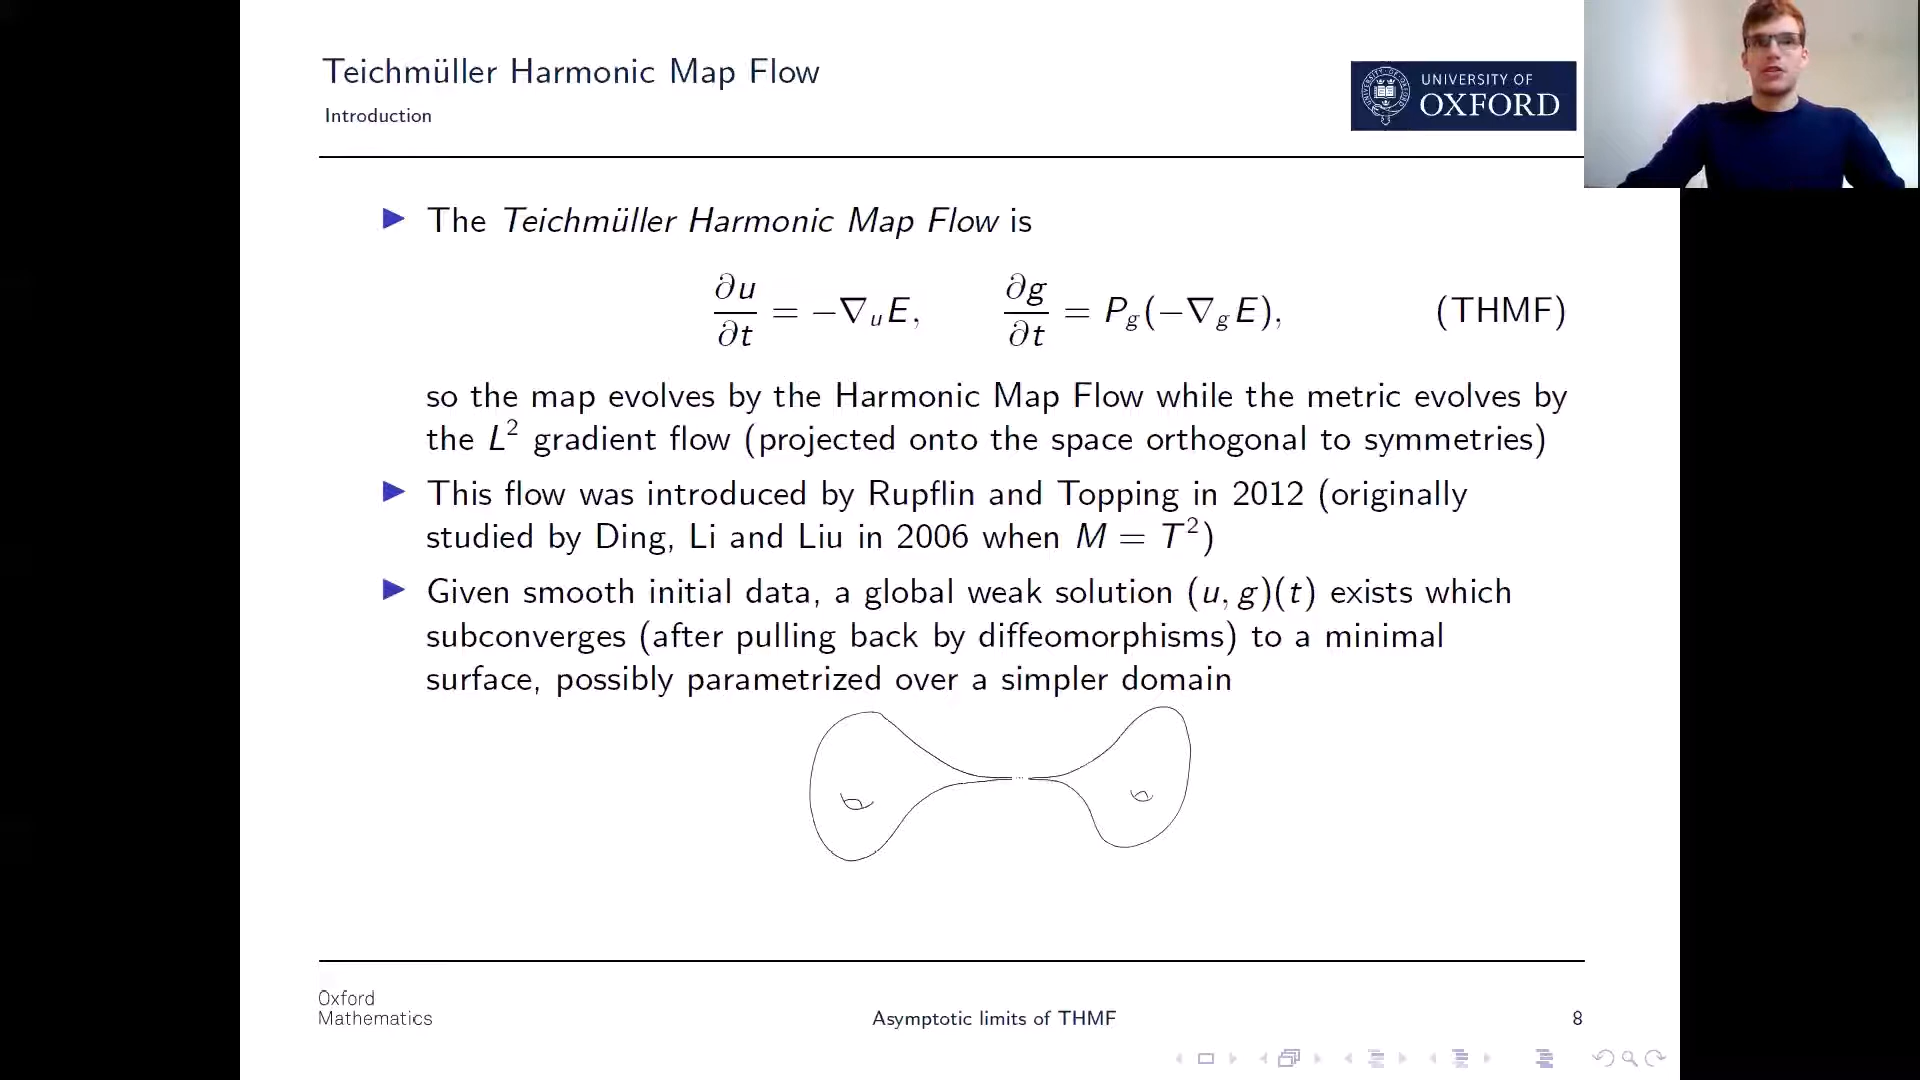 Teichmüller Harmonic Map Flow
Introduction
UNIVERSITY OF
OXFORD
▶ The Teichmüller Harmonic Map Flow is
∂u/∂t = −∇_u E, ∂g/∂t = P_g(−∇_g E), (THMF)
so the map evolves by the Harmonic Map Flow while the metric evolves by
the L² gradient flow (projected onto the space orthogonal to symmetries)
▶ This flow was introduced by Rupflin and Topping in 2012 (originally
studied by Ding, Li and Liu in 2006 when M = T²)
▶ Given smooth initial data, a global weak solution (u, g)(t) exists which
subconverges (after pulling back by diffeomorphisms) to a minimal
surface, possibly parametrized over a simpler domain
Oxford
Mathematics
Asymptotic limits of THMF
8